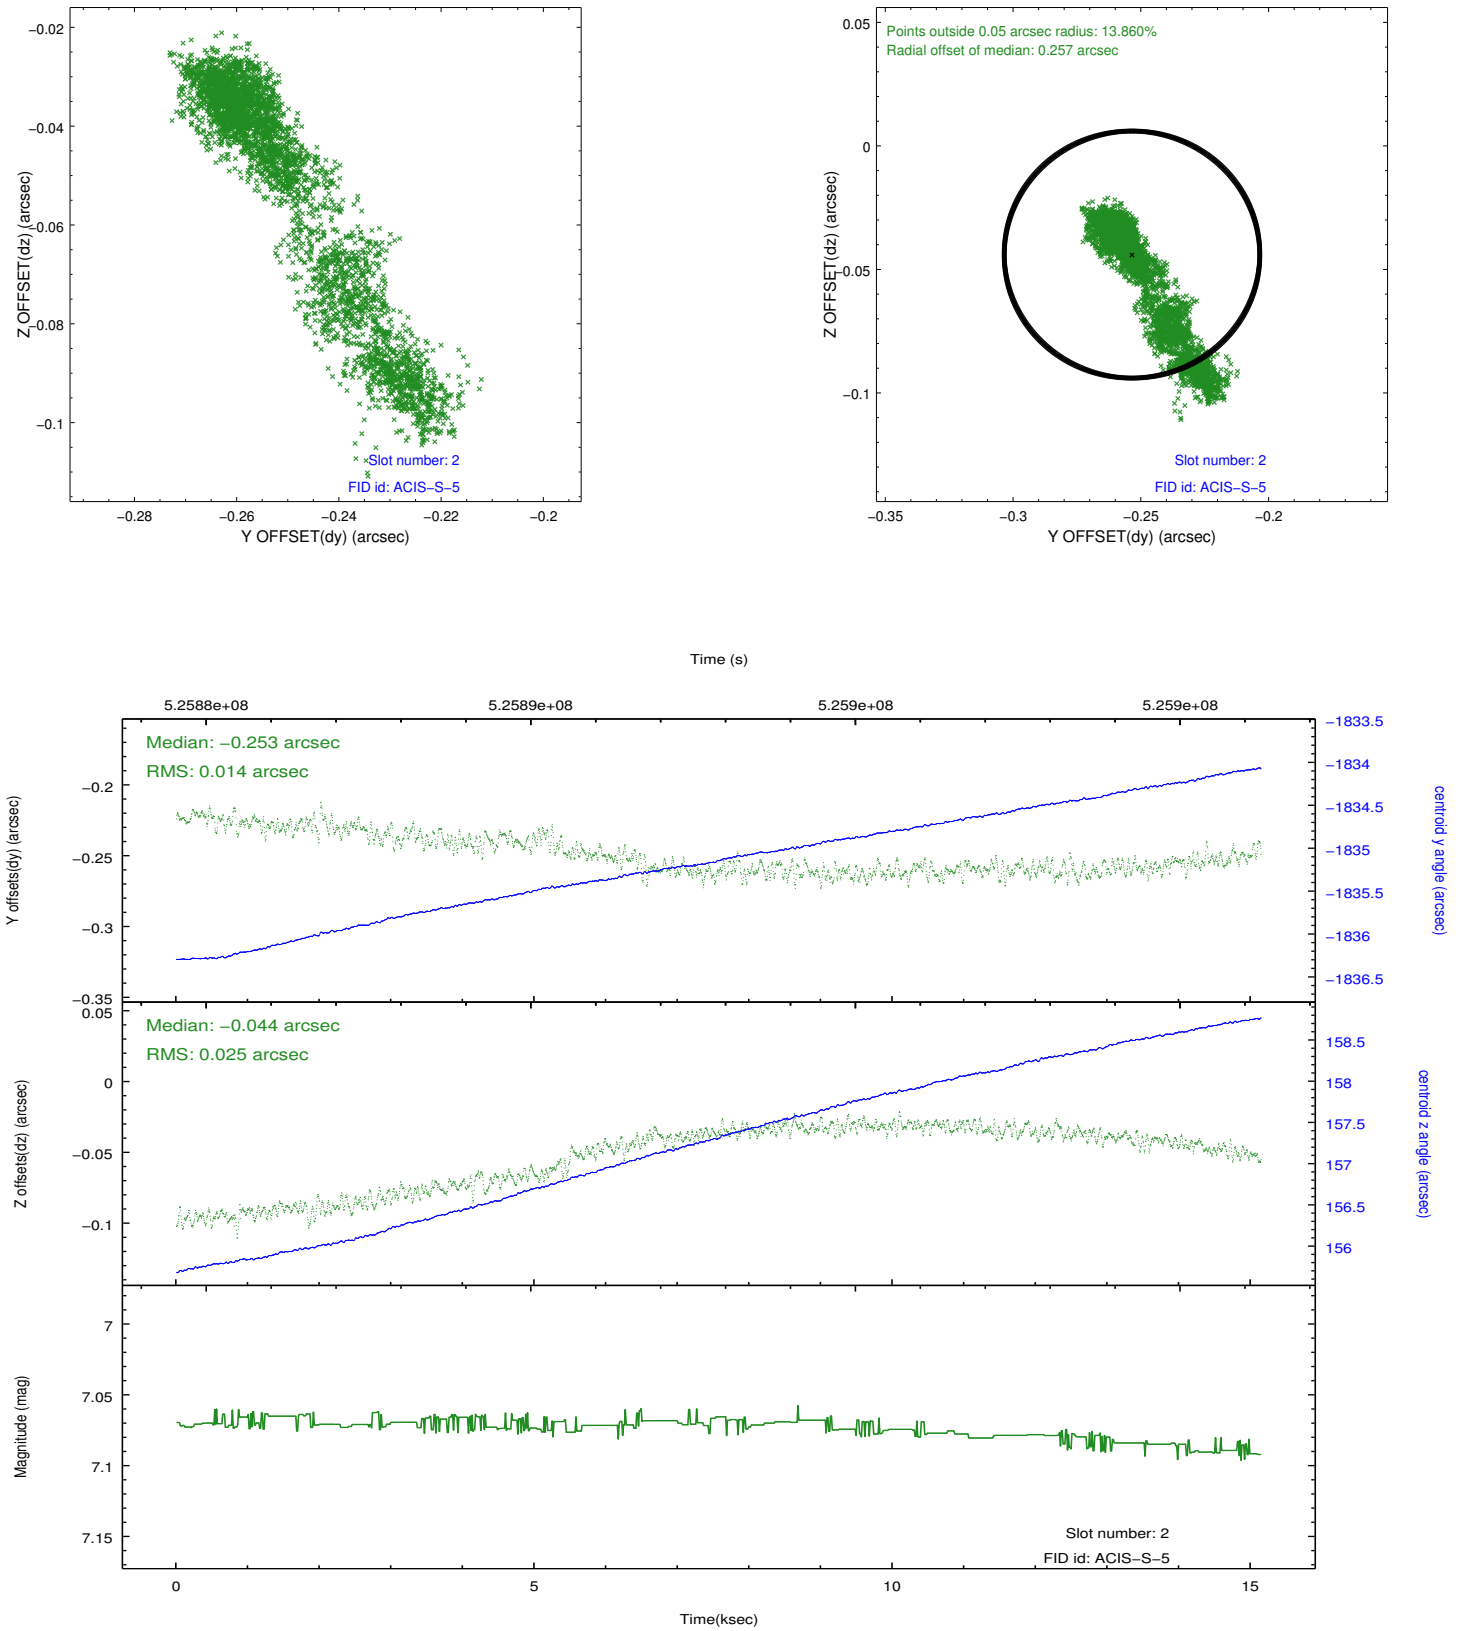 −0.02
−0.04
−0.06
−0.08
−0.1
Z OFFSET(dz) (arcsec)
Slot number: 2
FID id: ACIS−S−5
−0.28
−0.26
−0.24
−0.22
−0.2
Y OFFSET(dy) (arcsec)
0.05
0
−0.05
−0.1
Z OFFSET(dz) (arcsec)
Points outside 0.05 arcsec radius: 13.860%
Radial offset of median: 0.257 arcsec
Slot number: 2
FID id: ACIS−S−5
−0.35
−0.3
−0.25
−0.2
Y OFFSET(dy) (arcsec)
Time (s)
5.2588e+08
5.2589e+08
5.259e+08
5.259e+08
Median: −0.253 arcsec
RMS: 0.014 arcsec
−0.2
−0.25
−0.3
−0.35
Y offsets(dy) (arcsec)
−1833.5
−1834
−1834.5
−1835
−1835.5
−1836
−1836.5
centroid y angle (arcsec)
Median: −0.044 arcsec
RMS: 0.025 arcsec
0.05
0
−0.05
−0.1
Z offsets(dz) (arcsec)
158.5
158
157.5
157
156.5
156
centroid z angle (arcsec)
7
7.05
7.1
7.15
Magnitude (mag)
Slot number: 2
FID id: ACIS−S−5
0
5
10
15
Time(ksec)